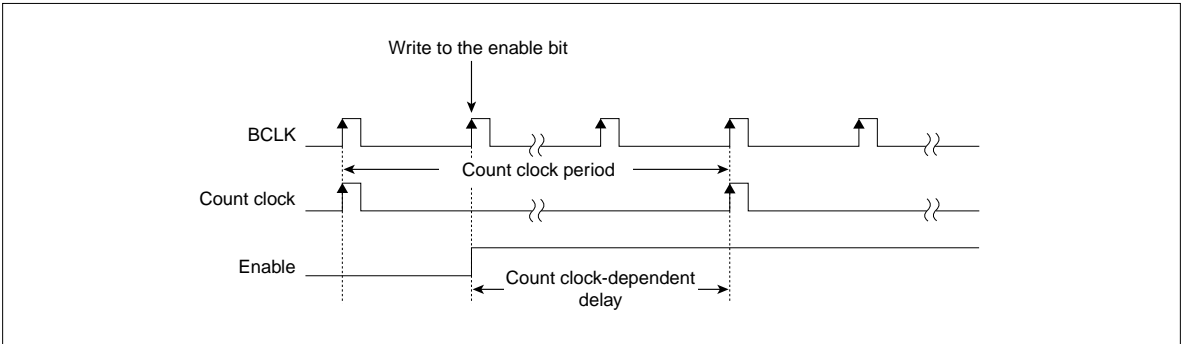 Write to the enable bit
BCLK
Count clock period
Count clock
Enable
Count clock-dependent
delay